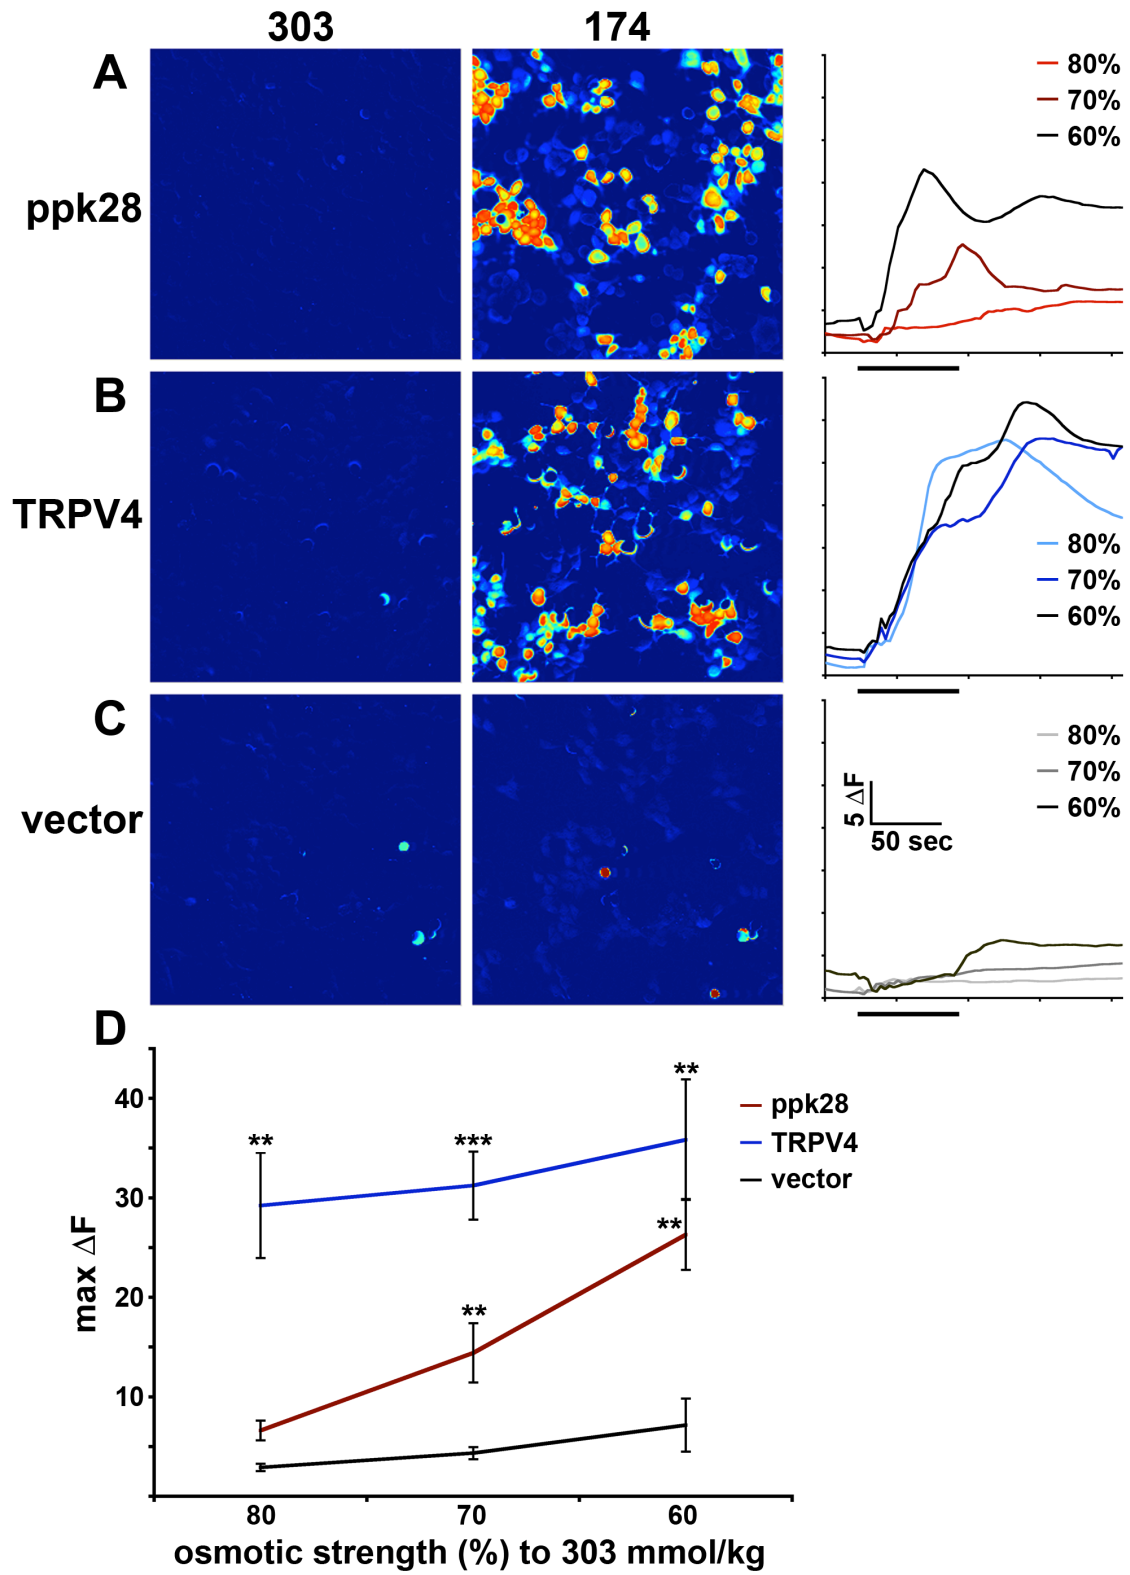 303 174
A
ppk28
80%
70%
60%
B
TRPV4
80%
70%
60%
C
vector
80%
70%
60%
5 ΔF
50 sec
D
max ΔF
40
30
20
10
**
***
**
**
**
ppk28
TRPV4
vector
80 70 60
osmotic strength (%) to 303 mmol/kg